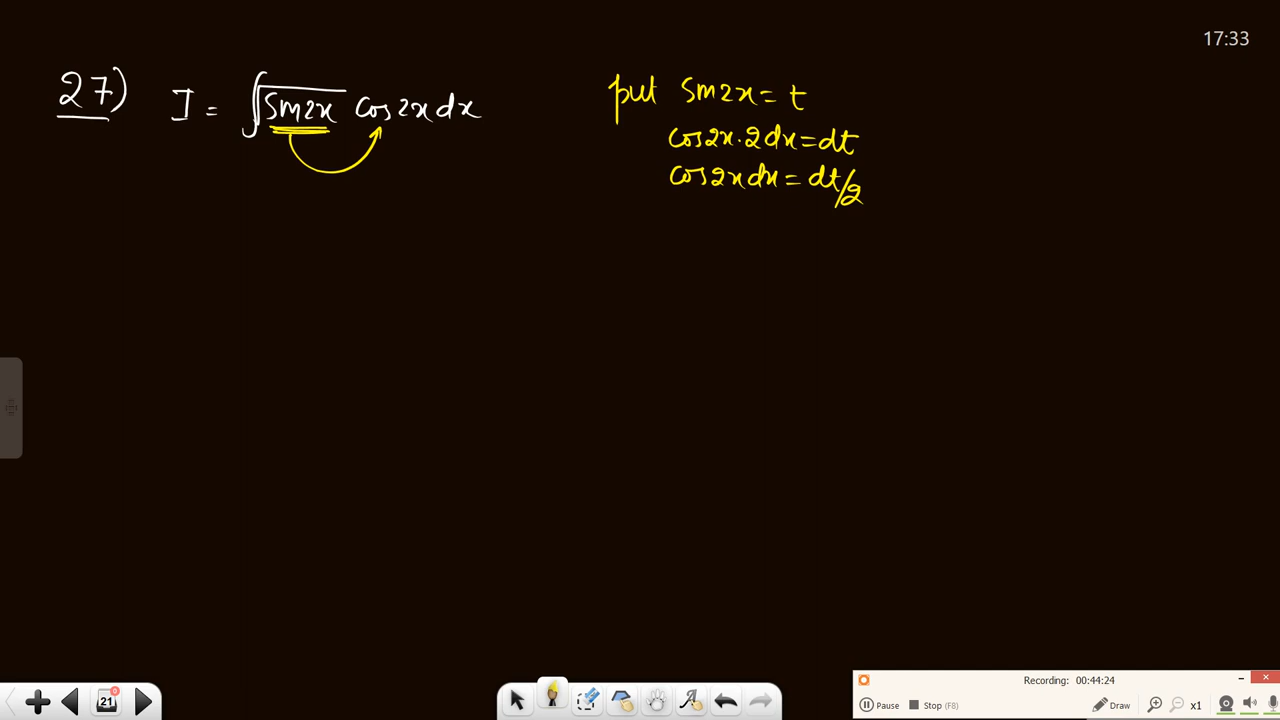 17:33
27) I = ∫√sin2x cos2x dx
put sin2x = t
cos2x·2dx = dt
cos2xdx = dt/2
21
0
Recording: 00:44:24
Pause Stop (F8) Draw x1